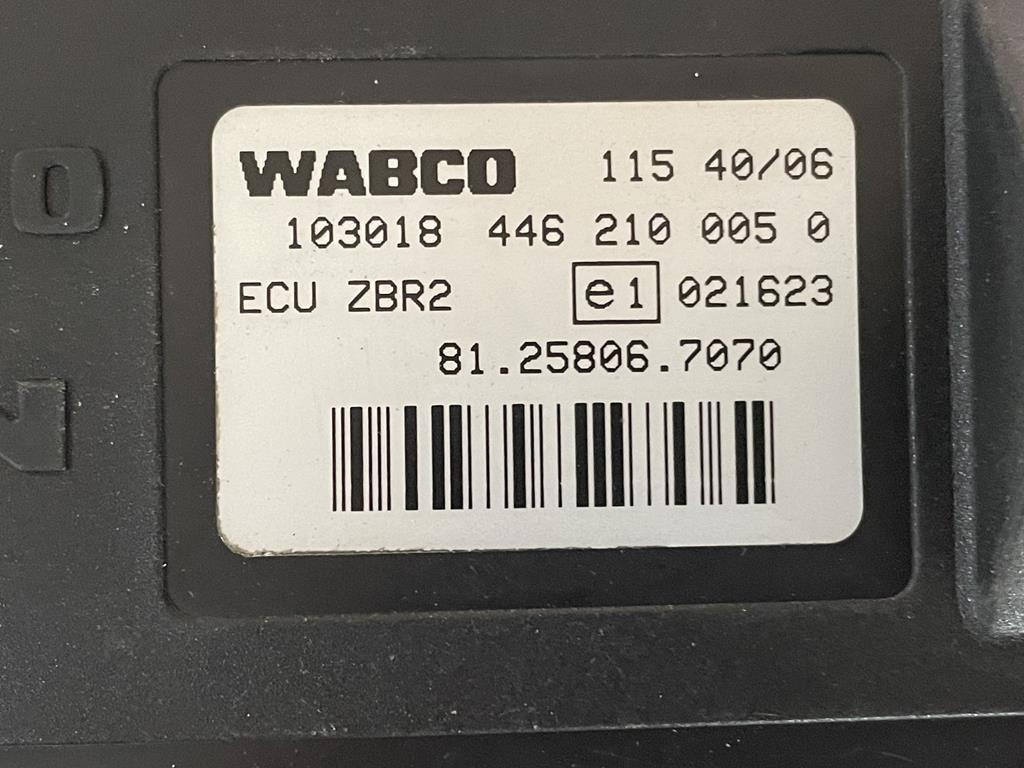 WABCO 115 40/06
103018 446 210 005 0
ECU ZBR2 e1 021623
81.25806.7070